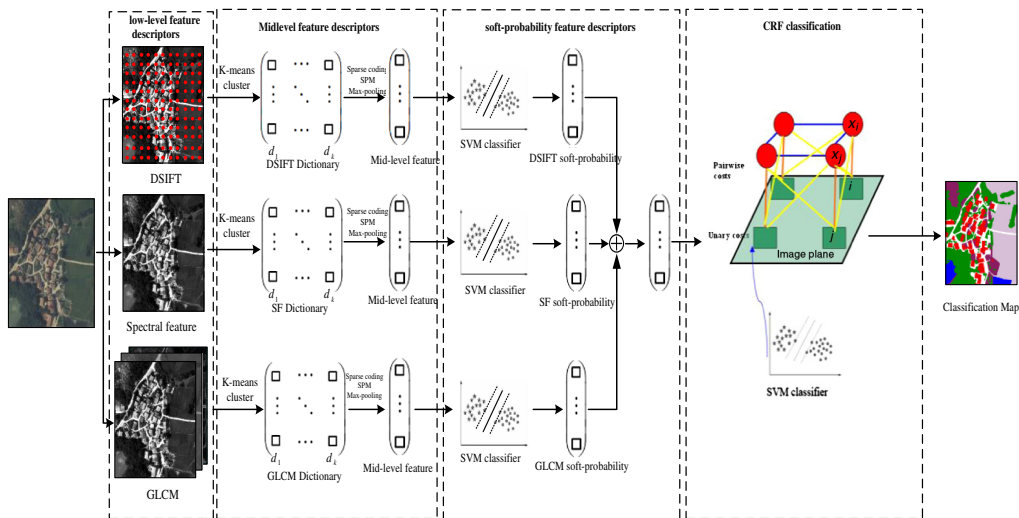 low-level feature
descriptors
DSIFT
Spectral feature
GLCM
Midlevel feature descriptors
K-means
cluster
d1
dk
DSIFT Dictionary
Sparse coding
SPM
Max-pooling
Mid-level feature
K-means
cluster
d1
dk
SF Dictionary
Sparse coding
SPM
Max-pooling
Mid-level feature
K-means
cluster
d1
dk
GLCM Dictionary
Sparse coding
SPM
Max-pooling
Mid-level feature
soft-probability feature descriptors
SVM classifier
DSIFT soft-probability
SVM classifier
SF soft-probability
SVM classifier
GLCM soft-probability
CRF classification
xi
xj
Pairwise
costs
i
Unary costs
j
Image plane
SVM classifier
Classification Map